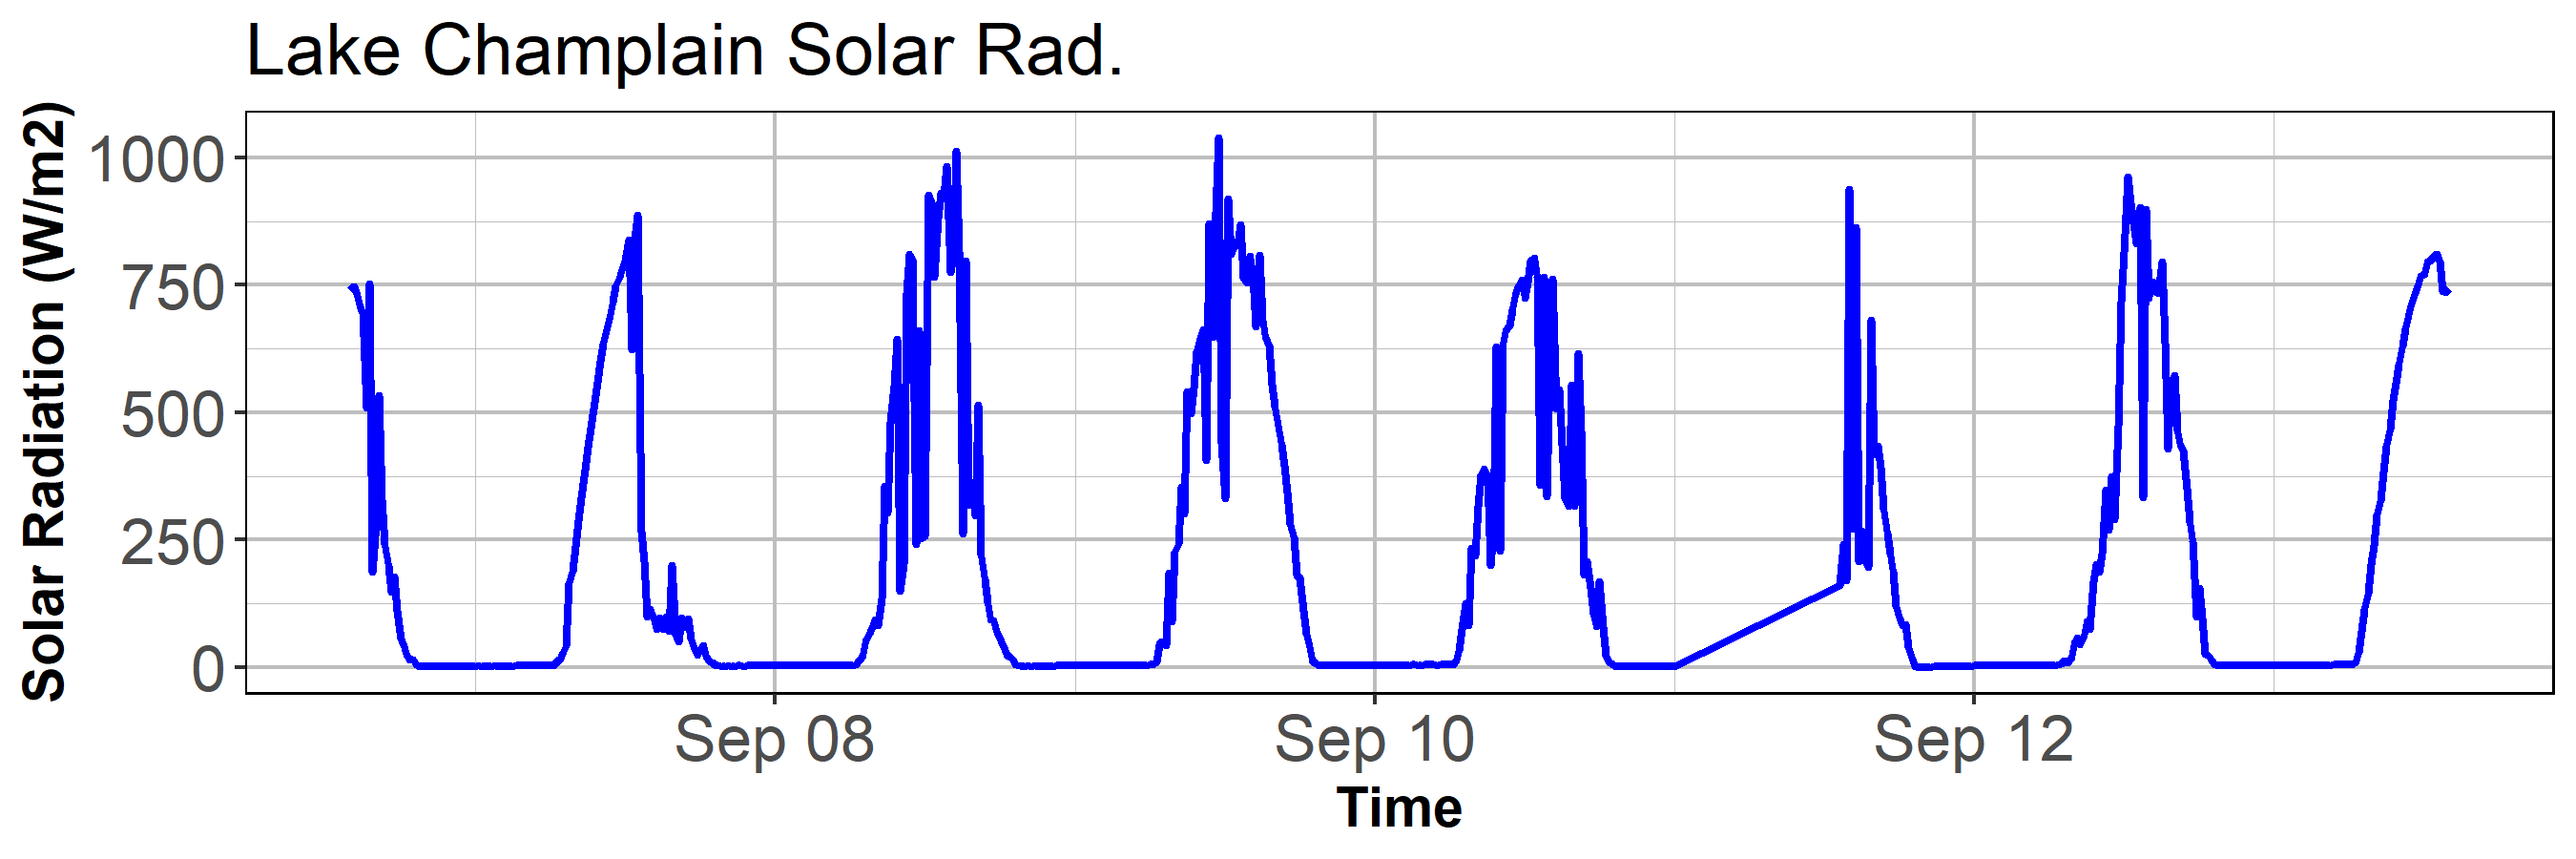 Lake Champlain Solar Rad.
Solar Radiation (W/m2)
1000
750
500
250
0
Sep 08
Sep 10
Sep 12
Time